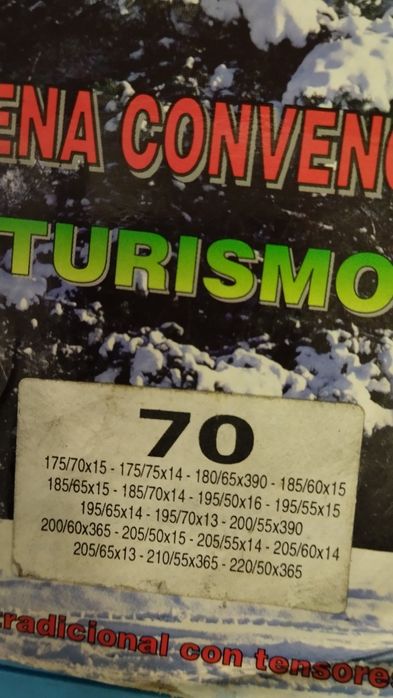 ENA CONVENC
TURISMO
70
175/70x15 - 175/75x14 - 180/65x390 - 185/60x15
185/65x15 - 185/70x14 - 195/50x16 - 195/55x15
195/65x14 - 195/70x13 - 200/55x390
200/60x365 - 205/50x15 - 205/55x14 - 205/60x14
205/65x13 - 210/55x365 - 220/50x365
tradicional con tensore